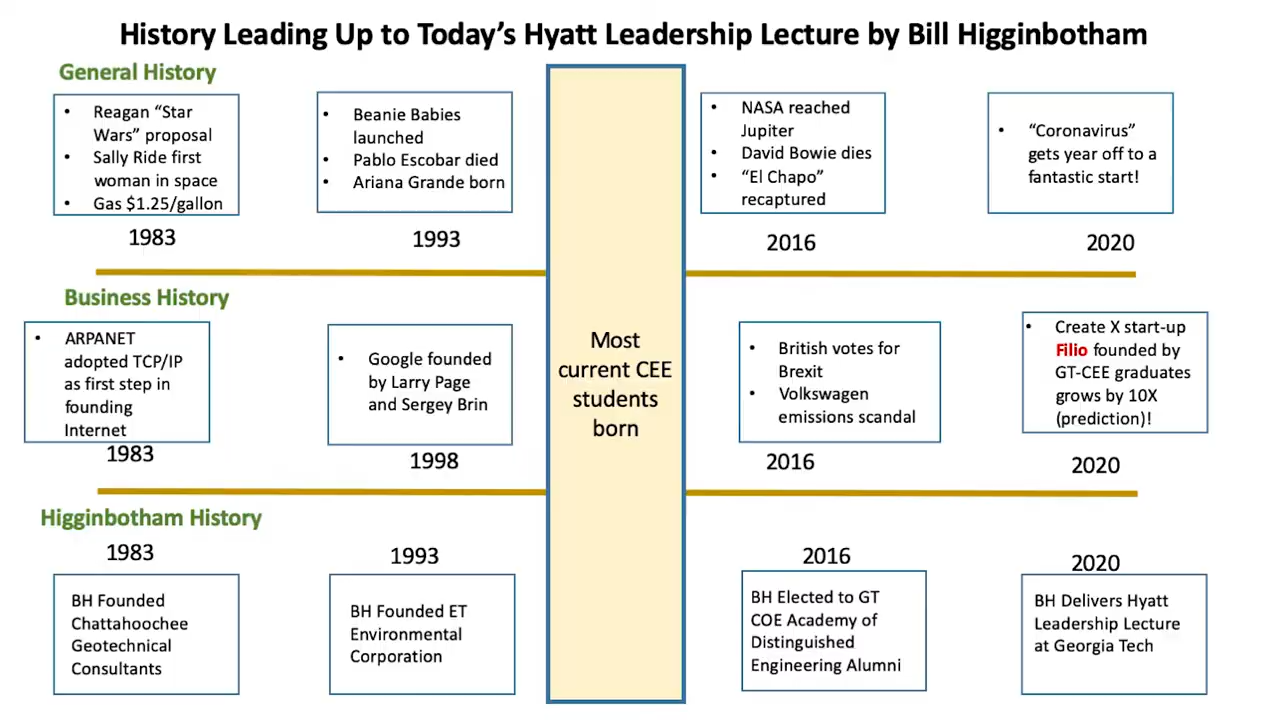 History Leading Up to Today's Hyatt Leadership Lecture by Bill Higginbotham
General History
• Reagan “Star
Wars” proposal
• Sally Ride first
woman in space
• Gas $1.25/gallon
1983
• Beanie Babies
launched
• Pablo Escobar died
• Ariana Grande born
1993
• NASA reached
Jupiter
• David Bowie dies
• “El Chapo”
recaptured
2016
• “Coronavirus”
gets year off to a
fantastic start!
2020
Most
current CEE
students
born
Business History
• ARPANET
adopted TCP/IP
as first step in
founding
Internet
1983
• Google founded
by Larry Page
and Sergey Brin
1998
• British votes for
Brexit
• Volkswagen
emissions scandal
2016
• Create X start-up
Filio founded by
GT-CEE graduates
grows by 10X
(prediction)!
2020
Higginbotham History
1983
BH Founded
Chattahoochee
Geotechnical
Consultants
1993
BH Founded ET
Environmental
Corporation
2016
BH Elected to GT
COE Academy of
Distinguished
Engineering Alumni
2020
BH Delivers Hyatt
Leadership Lecture
at Georgia Tech